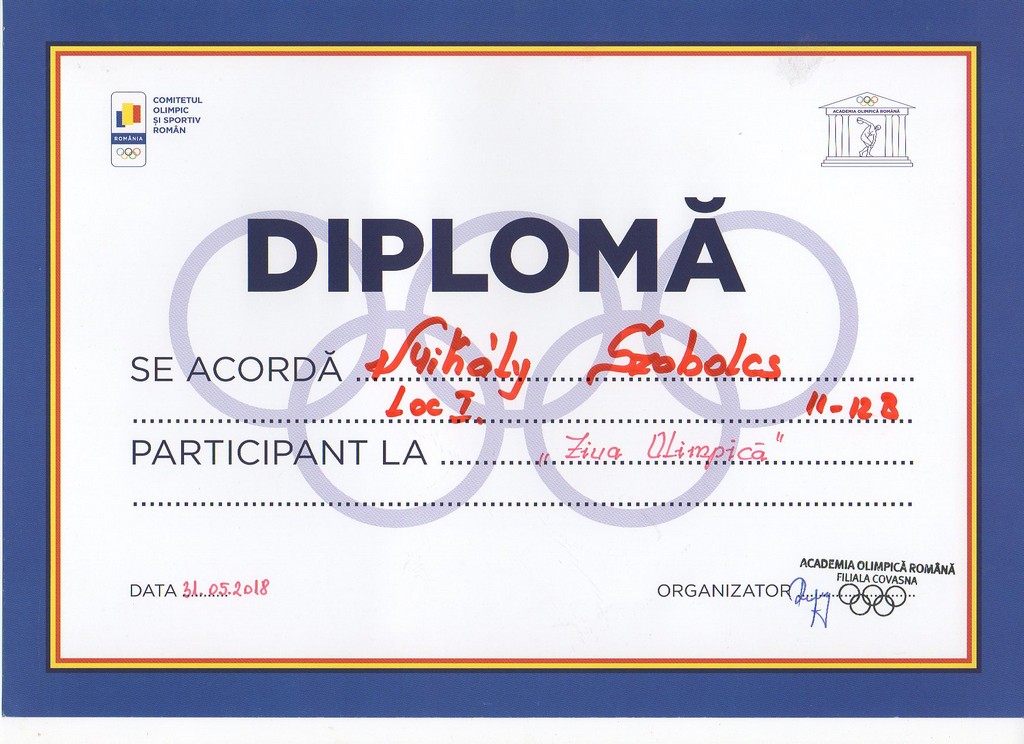 COMITETUL
OLIMPIC
ȘI SPORTIV
ROMÂN
ROMÂNIA
ACADEMIA OLIMPICĂ ROMÂNĂ
DIPLOMĂ
SE ACORDĂ Mihály Szabolcs
Loc I. 11-12 B
PARTICIPANT LA „Ziua Olimpică"
DATA 31.05.2018
ORGANIZATOR
ACADEMIA OLIMPICĂ ROMÂNĂ
FILIALA COVASNA